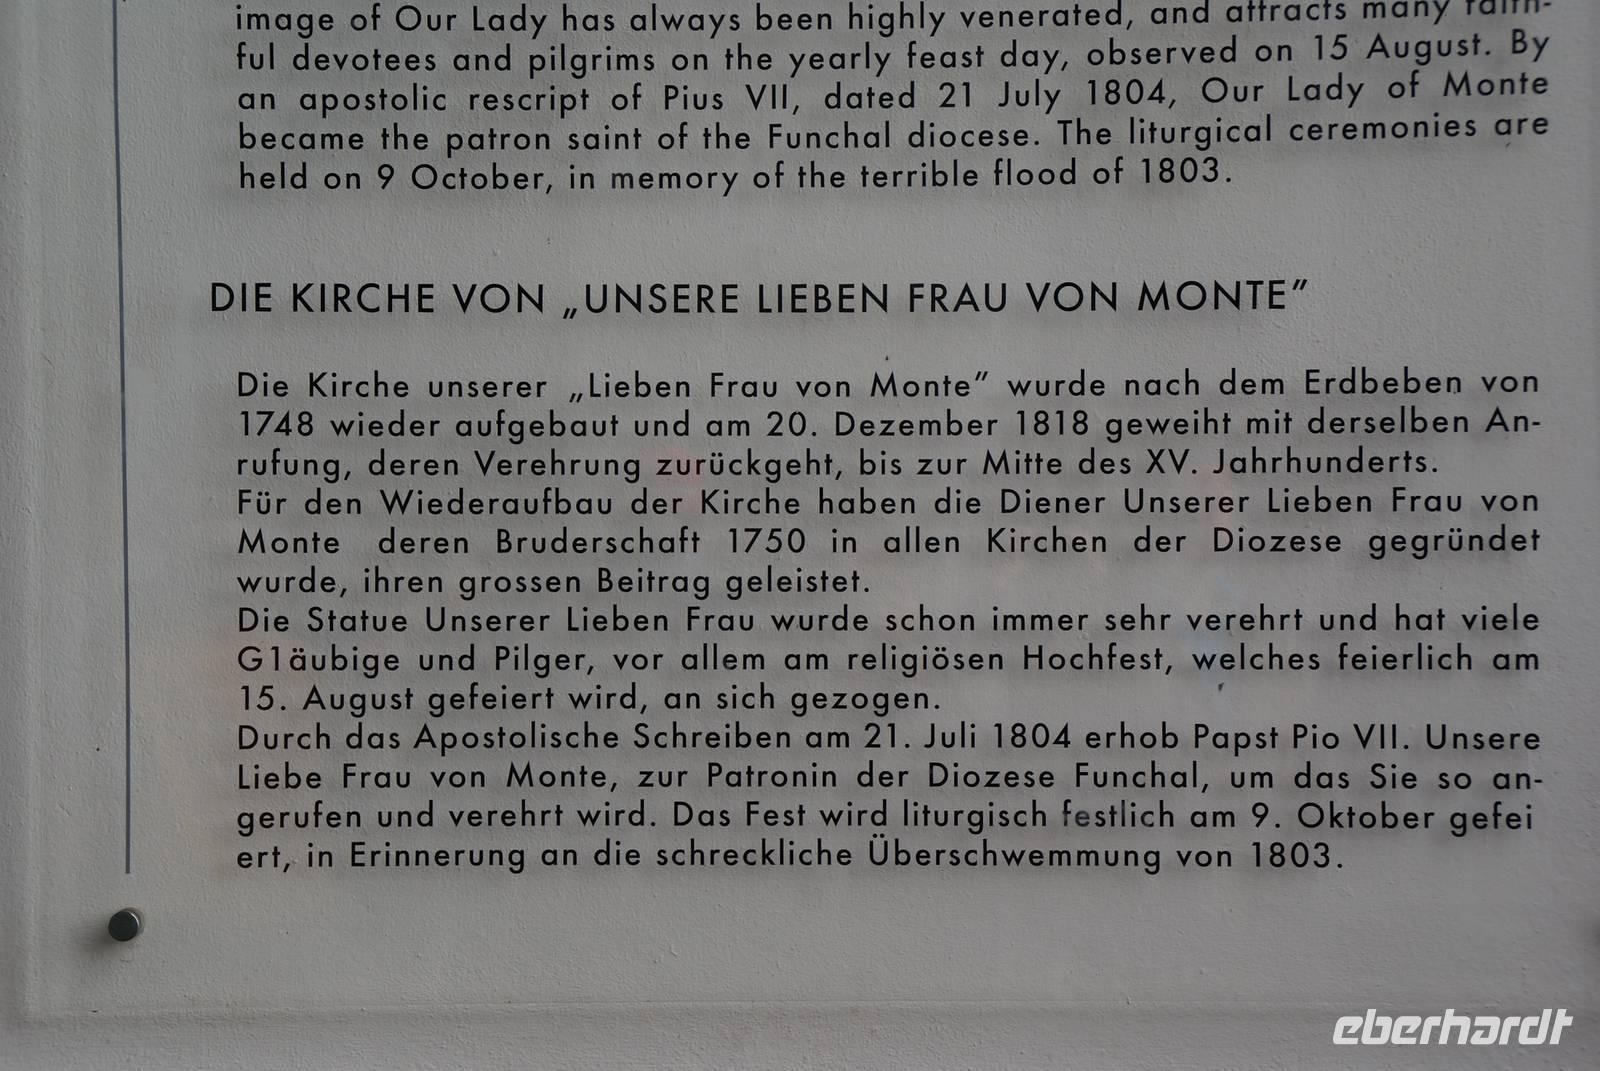 image of Our Lady has always been highly venerated, and attracts many faith-
ful devotees and pilgrims on the yearly feast day, observed on 15 August. By
an apostolic rescript of Pius VII, dated 21 July 1804, Our Lady of Monte
became the patron saint of the Funchal diocese. The liturgical ceremonies are
held on 9 October, in memory of the terrible flood of 1803.
DIE KIRCHE VON „UNSERE LIEBEN FRAU VON MONTE”
Die Kirche unserer „Lieben Frau von Monte” wurde nach dem Erdbeben von
1748 wieder aufgebaut und am 20. Dezember 1818 geweiht mit derselben An-
rufung, deren Verehrung zurückgeht, bis zur Mitte des XV. Jahrhunderts.
Für den Wiederaufbau der Kirche haben die Diener Unserer Lieben Frau von
Monte deren Bruderschaft 1750 in allen Kirchen der Diozese gegründet
wurde, ihren grossen Beitrag geleistet.
Die Statue Unserer Lieben Frau wurde schon immer sehr verehrt und hat viele
G1äubige und Pilger, vor allem am religiösen Hochfest, welches feierlich am
15. August gefeiert wird, an sich gezogen.
Durch das Apostolische Schreiben am 21. Juli 1804 erhob Papst Pio VII. Unsere
Liebe Frau von Monte, zur Patronin der Diozese Funchal, um das Sie so an-
gerufen und verehrt wird. Das Fest wird liturgisch festlich am 9. Oktober gefei
ert, in Erinnerung an die schreckliche Überschwemmung von 1803.
eberhardt